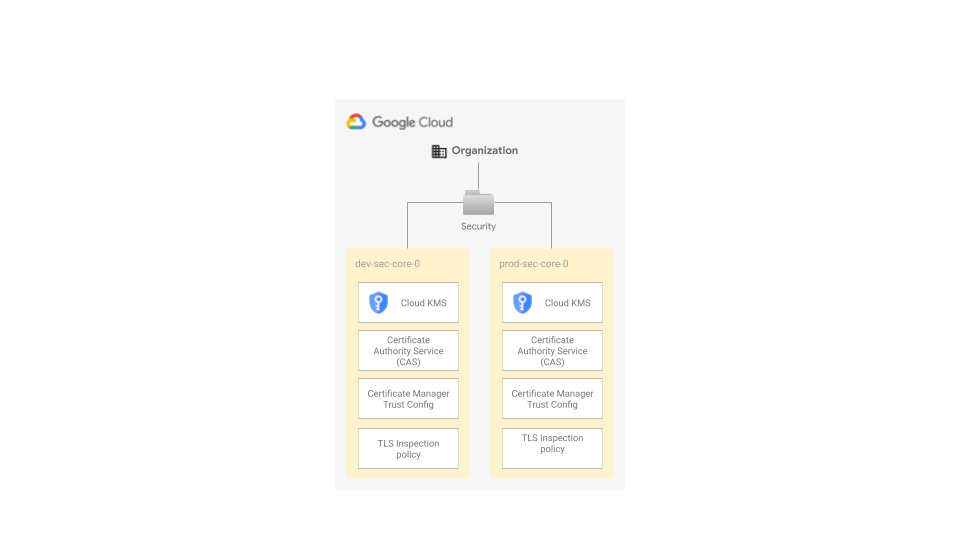 Google Cloud
Organization
Security
dev-sec-core-0
Cloud KMS
Certificate
Authority Service
(CAS)
Certificate Manager
Trust Config
TLS Inspection
policy
prod-sec-core-0
Cloud KMS
Certificate
Authority Service
(CAS)
Certificate Manager
Trust Config
TLS Inspection
policy